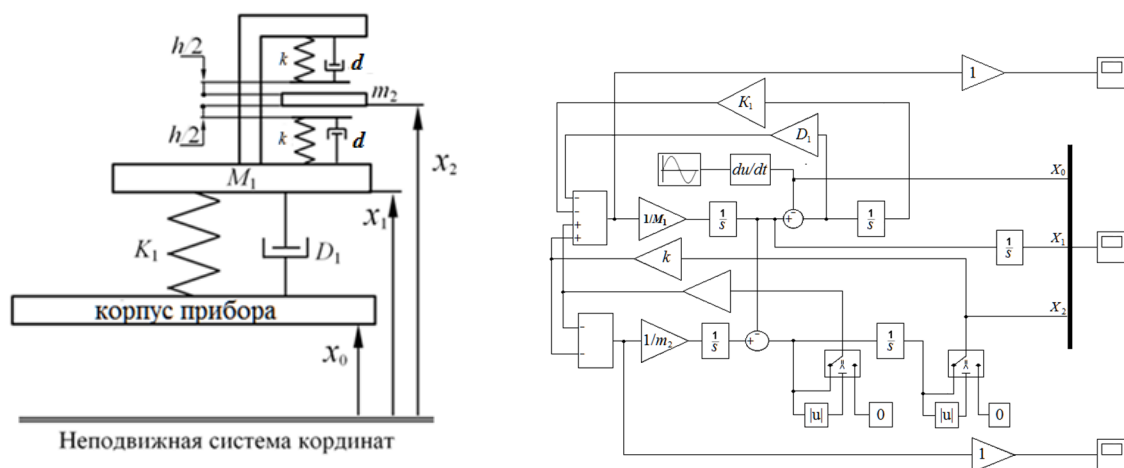 h/2
k
d
m₂
h/2
k
d
x₂
M₁
x₁
K₁
D₁
корпус прибора
x₀
Неподвижная система кординат
1
K₁
D₁
du/dt
X₀
1/M₁
1/s
1/s
1/s
X₁
k
X₂
1/m₂
1/s
1/s
|u|
0
|u|
0
1